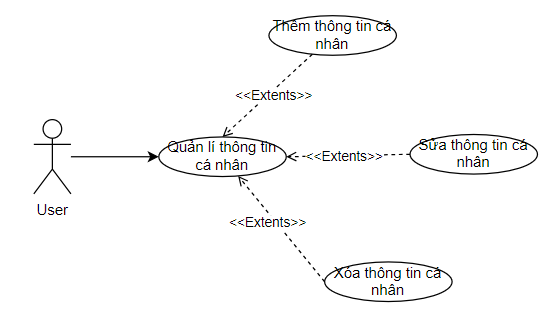 Thêm thông tin cá
nhân
<<Extents>>
Quản lí thông tin
cá nhân
<<Extents>>
Sửa thông tin cá
nhân
User
<<Extents>>
Xóa thông tin cá
nhân